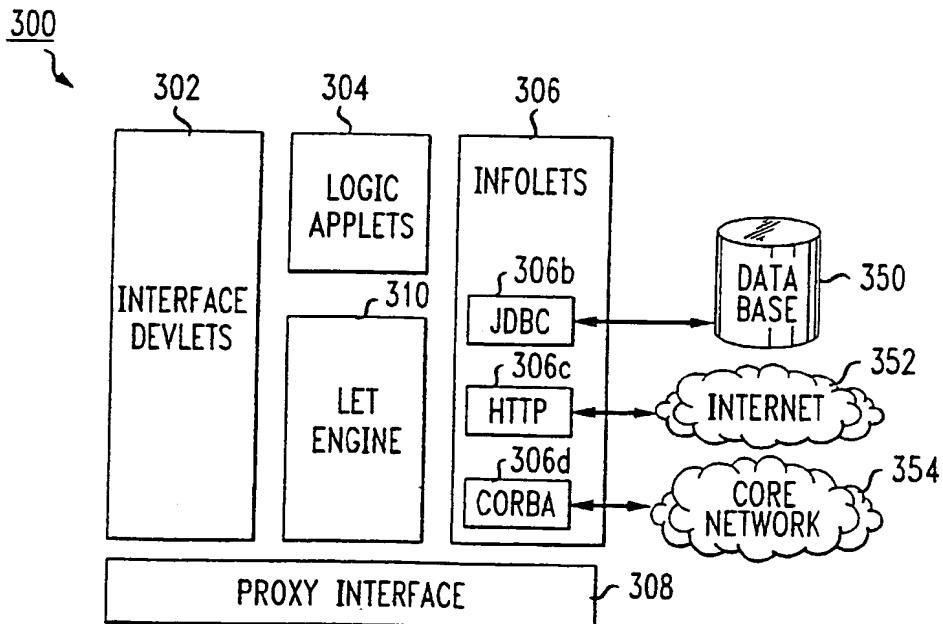 300
302
304
306
LOGIC
APPLETS
INFOLETS
INTERFACE
DEVLETS
310
LET
ENGINE
306b
JDBC
306c
HTTP
306d
CORBA
DATA
BASE
350
352
INTERNET
354
CORE
NETWORK
PROXY INTERFACE
308